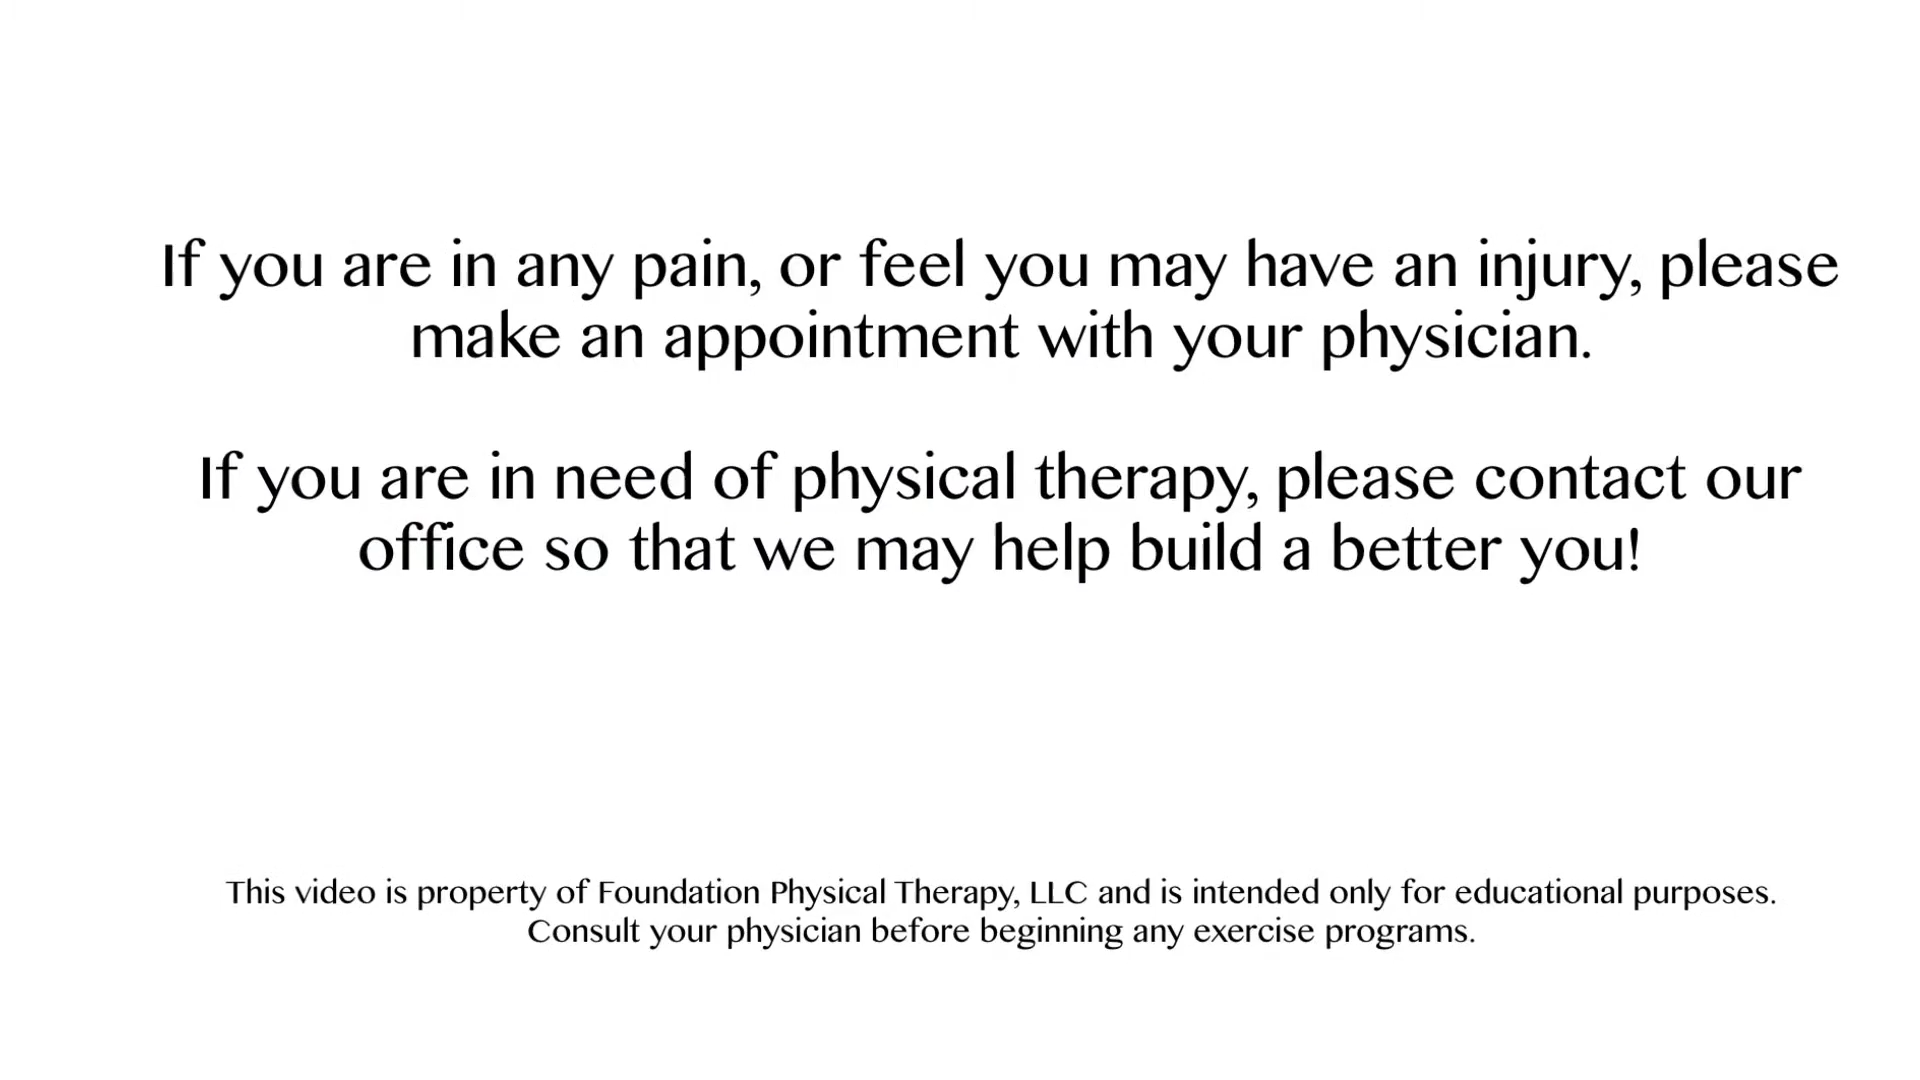 If you are in any pain, or feel you may have an injury, please
make an appointment with your physician.
If you are in need of physical therapy, please contact our
office so that we may help build a better you!
This video is property of Foundation Physical Therapy, LLC and is intended only for educational purposes.
Consult your physician before beginning any exercise programs.